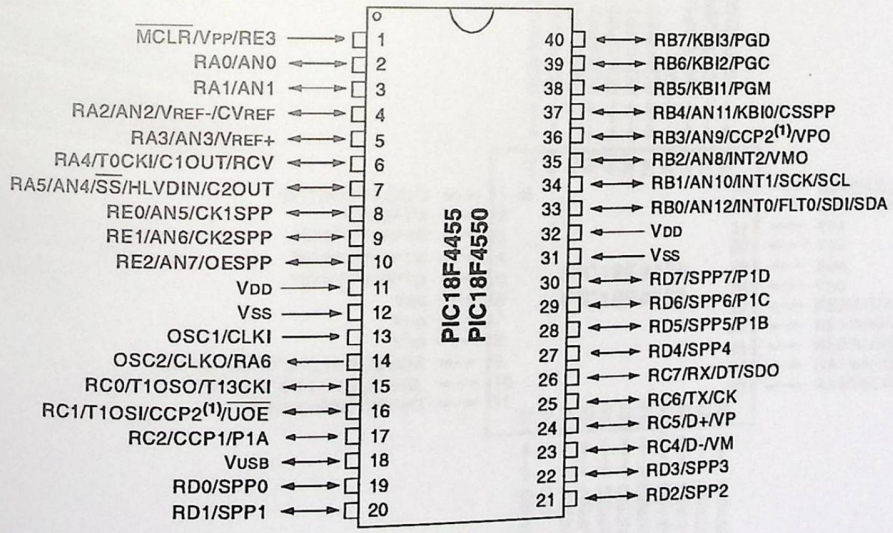 MCLR/VPP/RE3 1
RA0/AN0 2
RA1/AN1 3
RA2/AN2/VREF-/CVREF 4
RA3/AN3/VREF+ 5
RA4/T0CKI/C1OUT/RCV 6
RA5/AN4/SS/HLVDIN/C2OUT 7
RE0/AN5/CK1SPP 8
RE1/AN6/CK2SPP 9
RE2/AN7/OESPP 10
VDD 11
VSS 12
OSC1/CLKI 13
OSC2/CLKO/RA6 14
RC0/T1OSO/T13CKI 15
RC1/T1OSI/CCP2(1)/UOE 16
RC2/CCP1/P1A 17
VUSB 18
RD0/SPP0 19
RD1/SPP1 20
PIC18F4455
PIC18F4550
40 RB7/KBI3/PGD
39 RB6/KBI2/PGC
38 RB5/KBI1/PGM
37 RB4/AN11/KBI0/CSSPP
36 RB3/AN9/CCP2(1)/VPO
35 RB2/AN8/INT2/VMO
34 RB1/AN10/INT1/SCK/SCL
33 RB0/AN12/INT0/FLT0/SDI/SDA
32 VDD
31 VSS
30 RD7/SPP7/P1D
29 RD6/SPP6/P1C
28 RD5/SPP5/P1B
27 RD4/SPP4
26 RC7/RX/DT/SDO
25 RC6/TX/CK
24 RC5/D+/VP
23 RC4/D-/VM
22 RD3/SPP3
21 RD2/SPP2